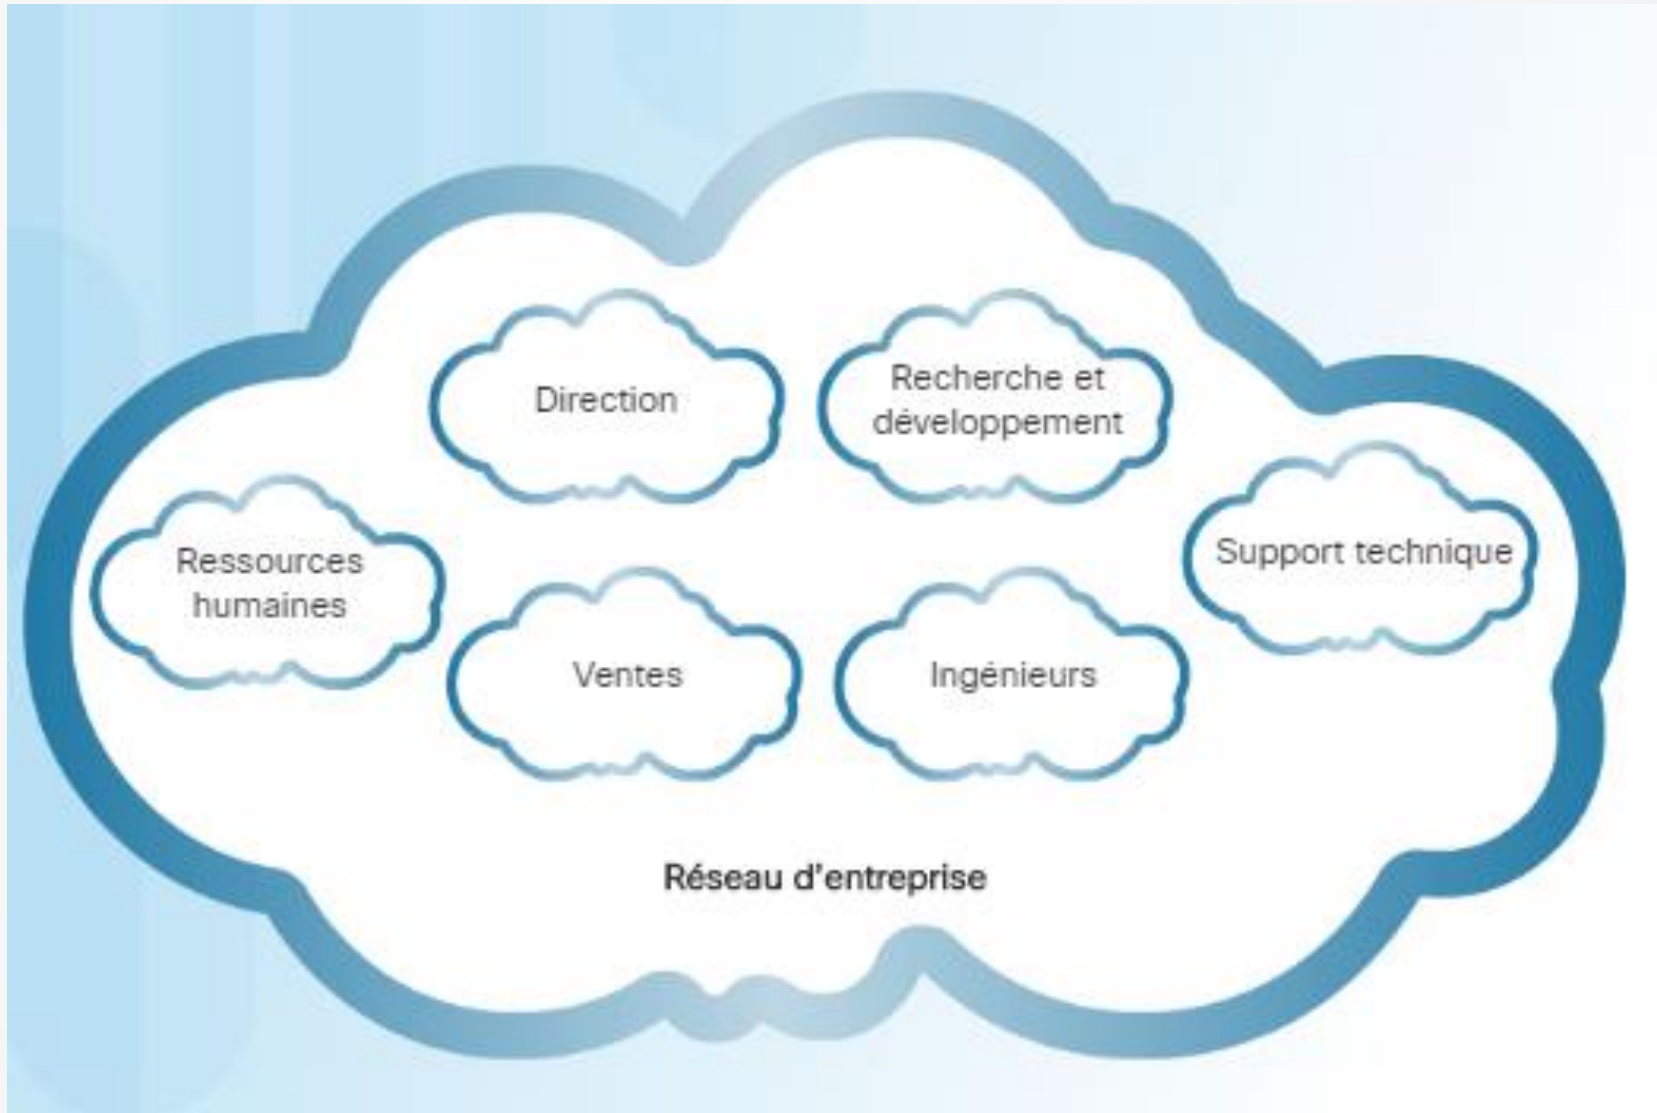 Direction
Recherche et
développement
Ressources
humaines
Support technique
Ventes
Ingénieurs
Réseau d'entreprise